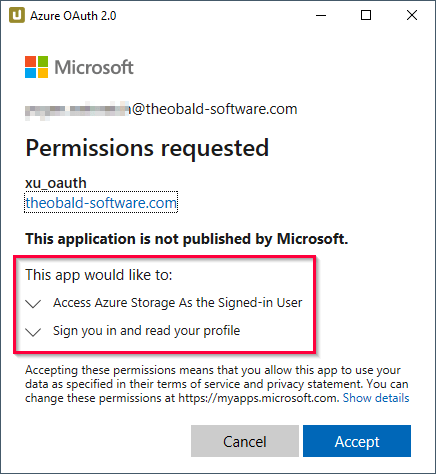 Azure OAuth 2.0
Microsoft
@theobald-software.com
Permissions requested
xu_oauth
theobald-software.com
This application is not published by Microsoft.
This app would like to:
Access Azure Storage As the Signed-in User
Sign you in and read your profile
Accepting these permissions means that you allow this app to use your
data as specified in their terms of service and privacy statement. You can
change these permissions at https://myapps.microsoft.com. Show details
Cancel
Accept